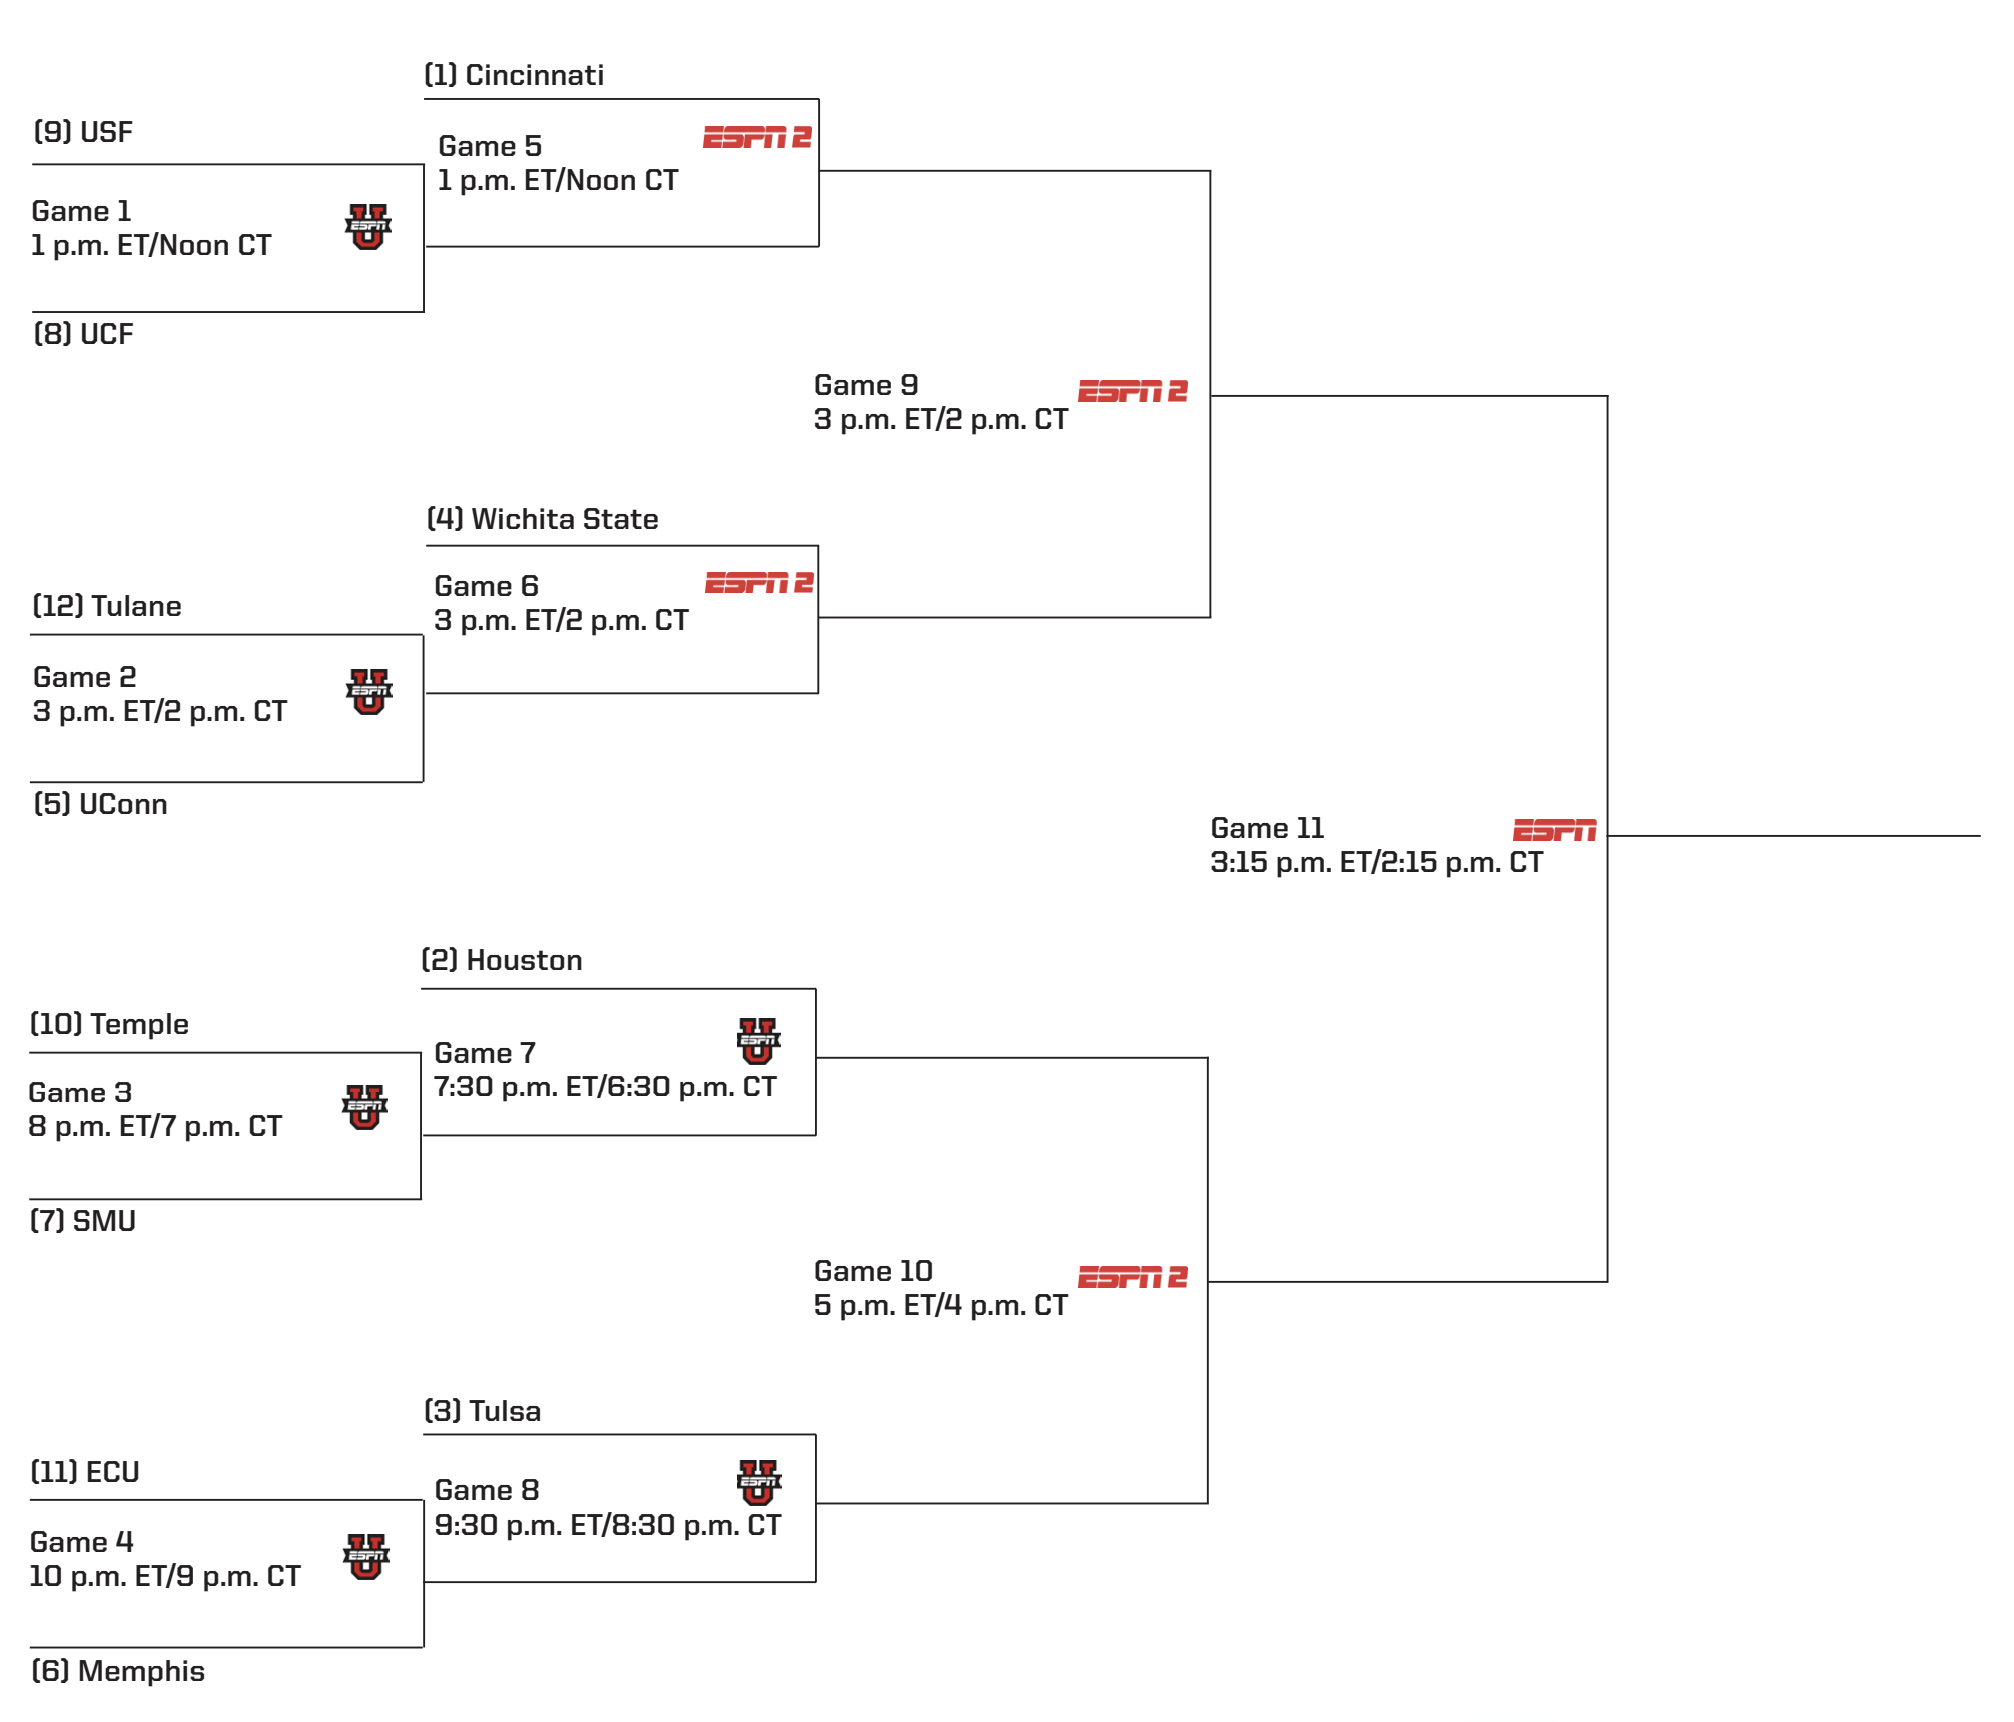 (1) Cincinnati
(9) USF
Game 5
ESPN 2
1 p.m. ET/Noon CT
Game 1
1 p.m. ET/Noon CT
ESPN U
(8) UCF
Game 9
ESPN 2
3 p.m. ET/2 p.m. CT
(4) Wichita State
Game 6
ESPN 2
3 p.m. ET/2 p.m. CT
(12) Tulane
Game 2
3 p.m. ET/2 p.m. CT
ESPN U
(5) UConn
Game 11
ESPN
3:15 p.m. ET/2:15 p.m. CT
(2) Houston
(10) Temple
Game 7
7:30 p.m. ET/6:30 p.m. CT
ESPN U
Game 3
8 p.m. ET/7 p.m. CT
ESPN U
(7) SMU
Game 10
ESPN 2
5 p.m. ET/4 p.m. CT
(3) Tulsa
(11) ECU
Game 8
9:30 p.m. ET/8:30 p.m. CT
ESPN U
Game 4
10 p.m. ET/9 p.m. CT
ESPN U
(6) Memphis